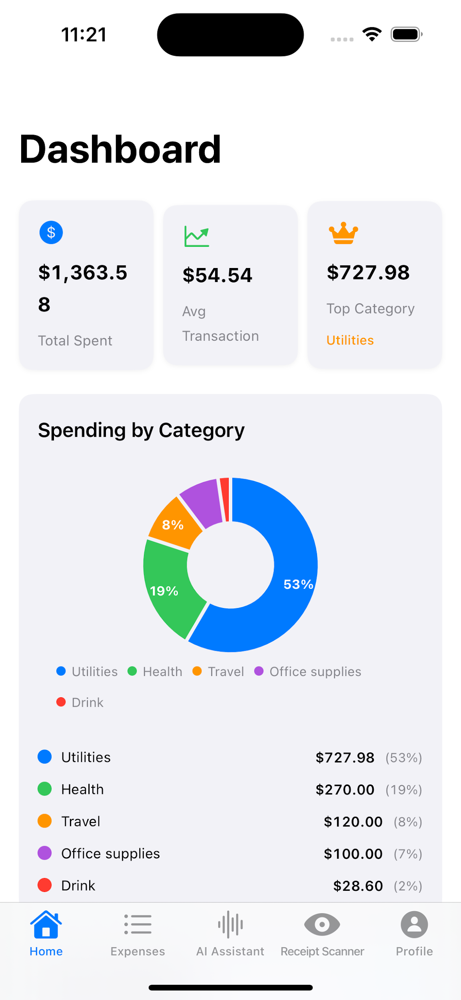 11:21
Dashboard
$
$1,363.5
8
Total Spent
$54.54
Avg
Transaction
$727.98
Top Category
Utilities
Spending by Category
8%
53%
19%
Utilities Health Travel Office supplies
Drink
Utilities $727.98 (53%)
Health $270.00 (19%)
Travel $120.00 (8%)
Office supplies $100.00 (7%)
Drink $28.60 (2%)
Home Expenses AI Assistant Receipt Scanner Profile